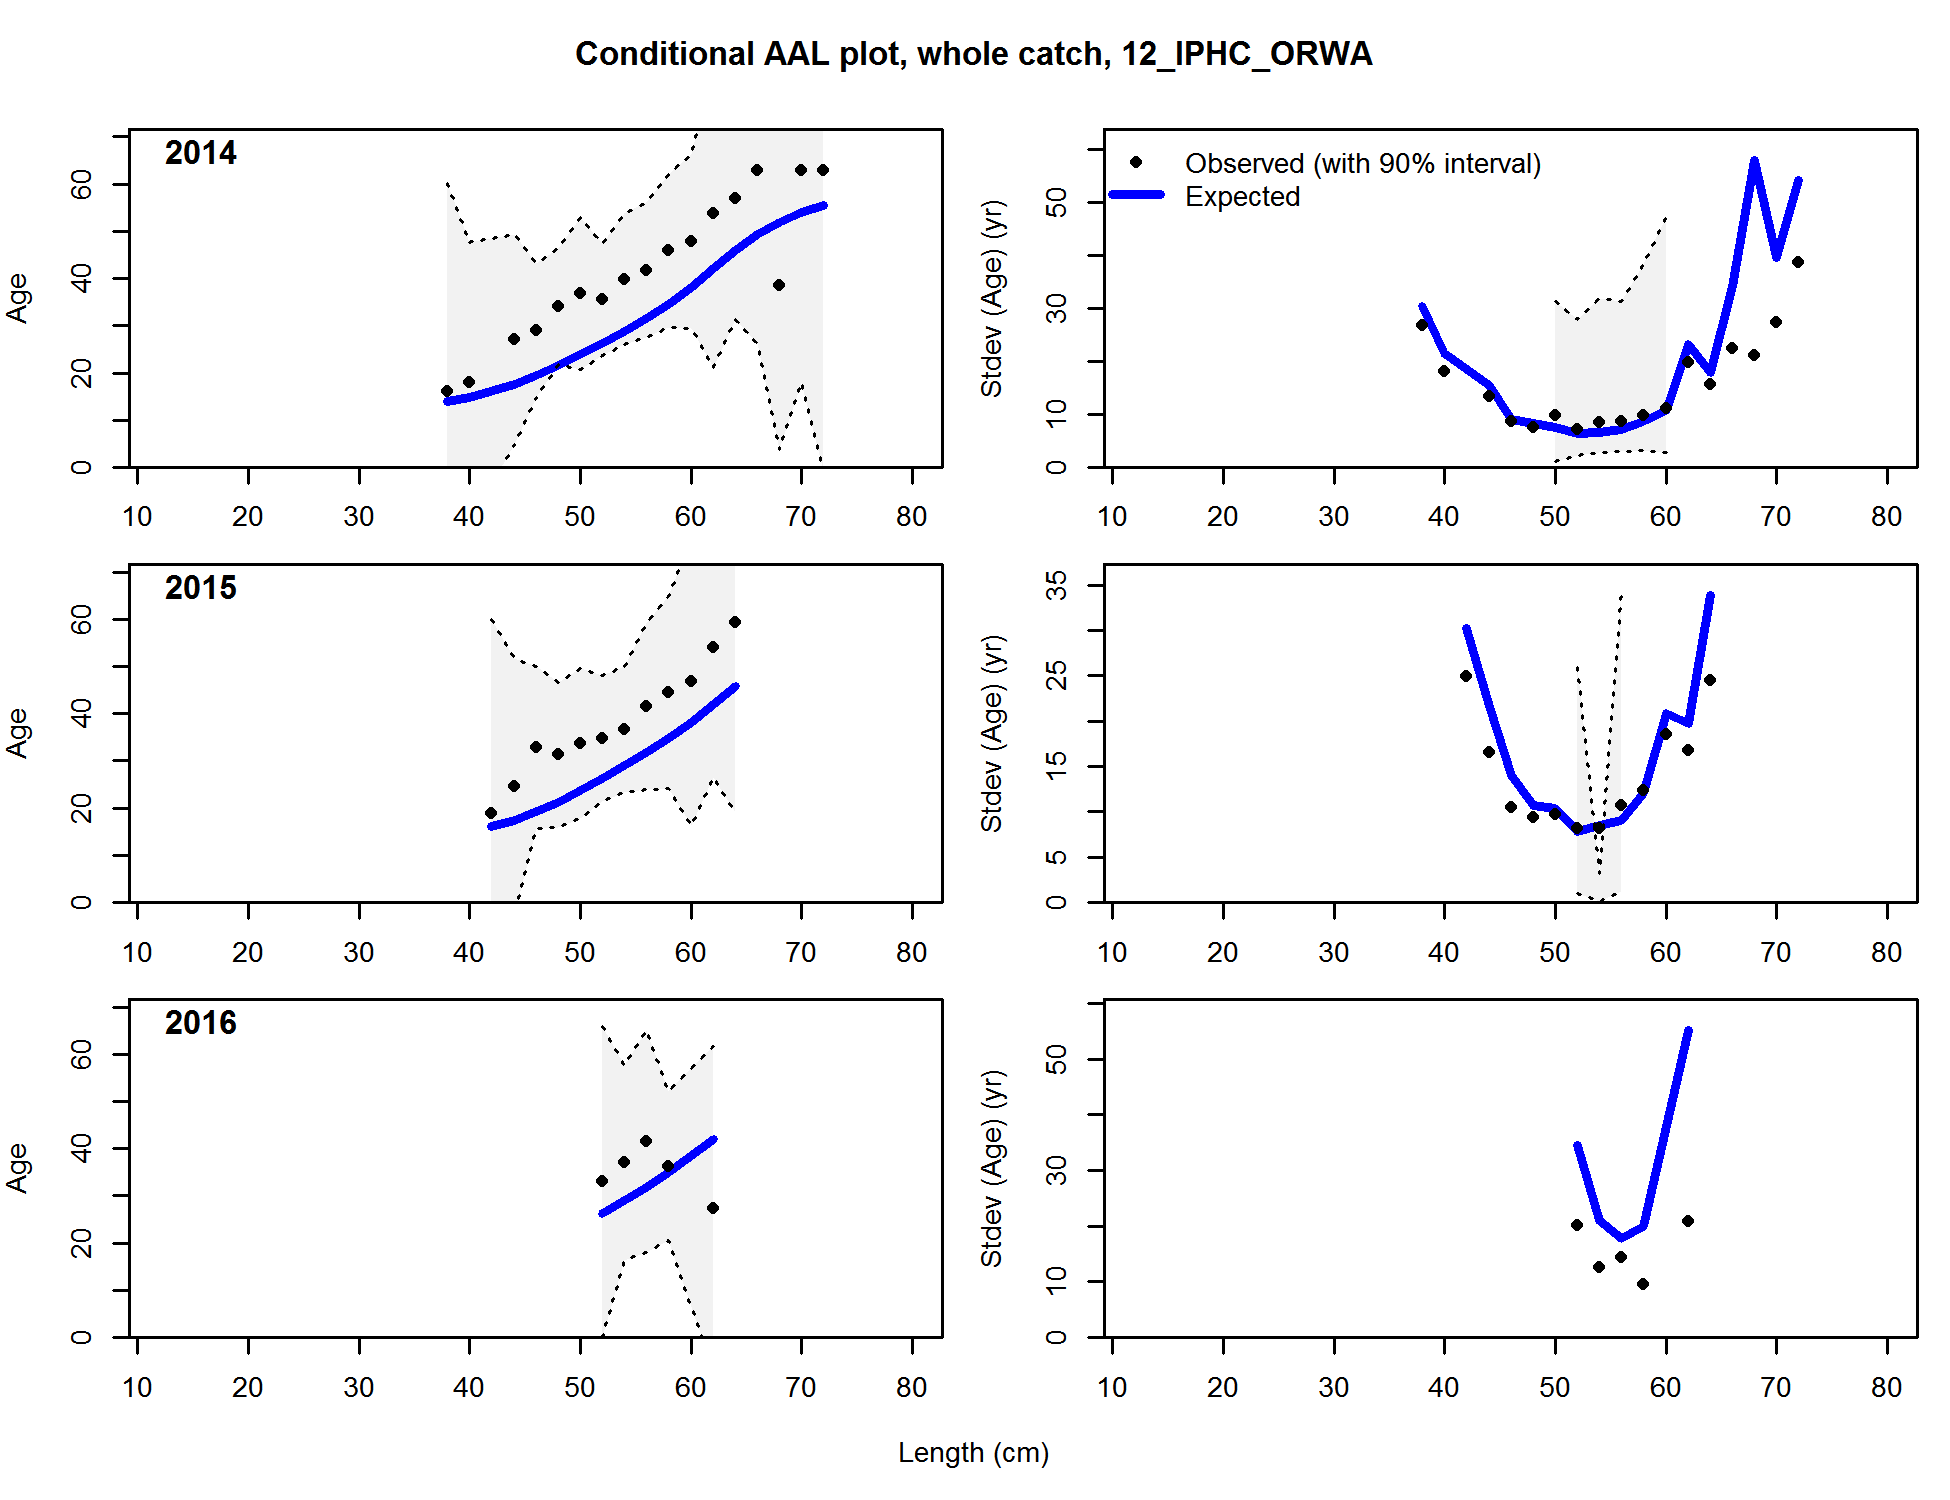 Conditional AAL plot, whole catch, 12_IPHC_ORWA
2014
Age
0 20 40 60
10 20 30 40 50 60 70 80
Observed (with 90% interval)
Expected
Stdev (Age) (yr)
0 10 30 50
10 20 30 40 50 60 70 80
2015
Age
0 20 40 60
10 20 30 40 50 60 70 80
Stdev (Age) (yr)
0 5 15 25 35
10 20 30 40 50 60 70 80
2016
Age
0 20 40 60
10 20 30 40 50 60 70 80
Stdev (Age) (yr)
0 10 30 50
10 20 30 40 50 60 70 80
Length (cm)